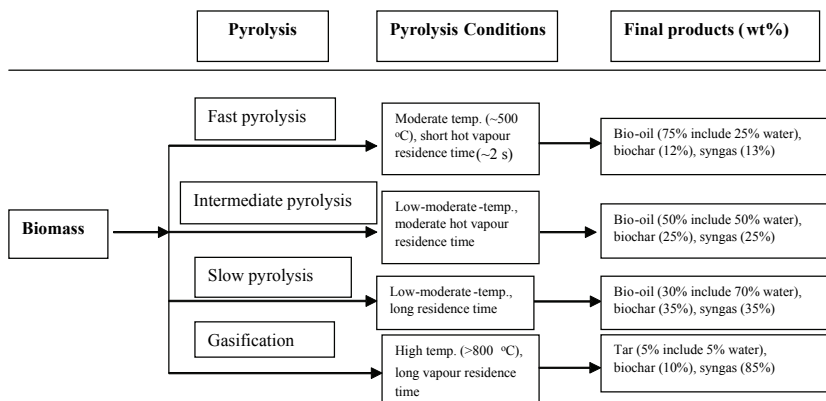 Pyrolysis
Pyrolysis Conditions
Final products (wt%)
Biomass
Fast pyrolysis
Moderate temp. (~500
ᵒC), short hot vapour
residence time (~2 s)
Bio-oil (75% include 25% water),
biochar (12%), syngas (13%)
Intermediate pyrolysis
Low-moderate-temp.,
moderate hot vapour
residence time
Bio-oil (50% include 50% water),
biochar (25%), syngas (25%)
Slow pyrolysis
Low-moderate-temp.,
long residence time
Bio-oil (30% include 70% water),
biochar (35%), syngas (35%)
Gasification
High temp. (>800 ᵒC),
long vapour residence
time
Tar (5% include 5% water),
biochar (10%), syngas (85%)